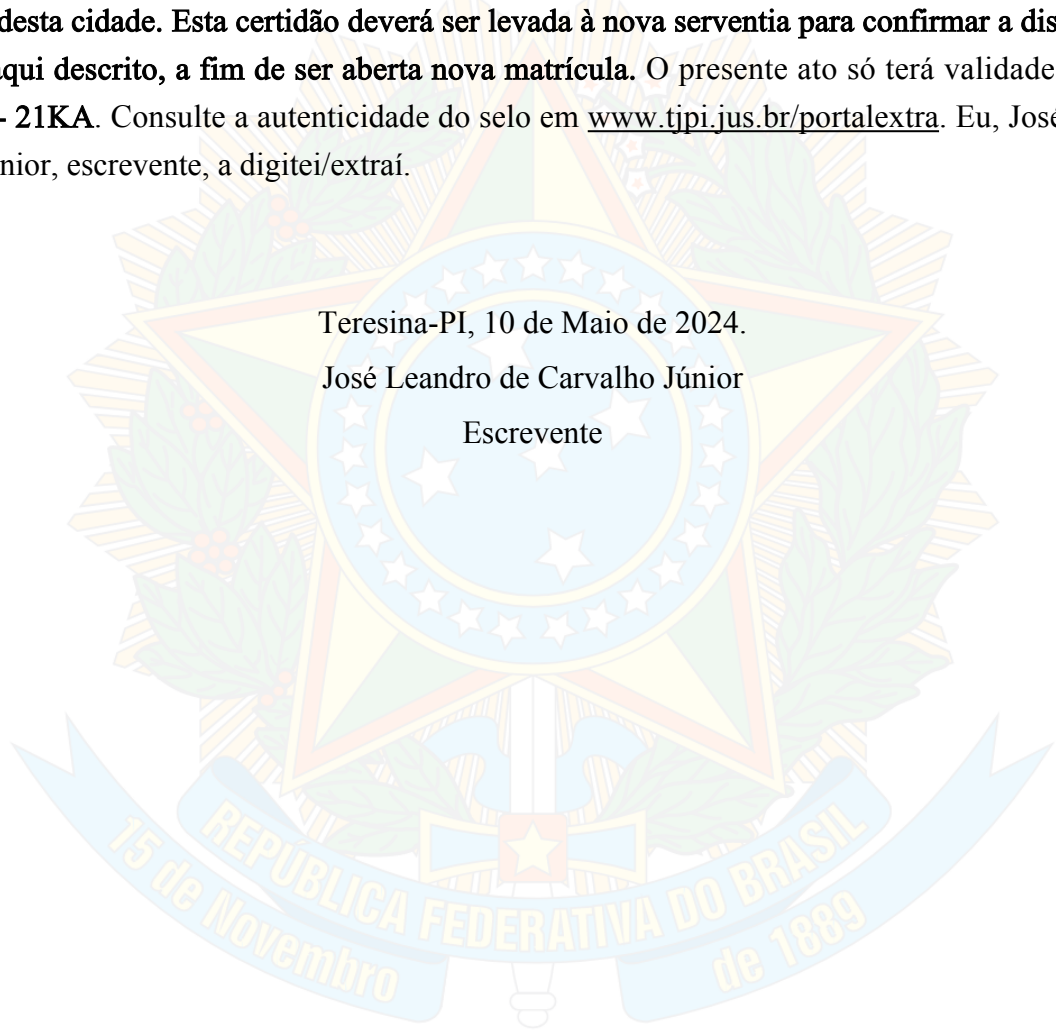 desta cidade. Esta certidão deverá ser levada à nova serventia para confirmar a dis
aqui descrito, a fim de ser aberta nova matrícula. O presente ato só terá validade
- 21KA. Consulte a autenticidade do selo em www.tjpi.jus.br/portalextra. Eu, José
nior, escrevente, a digitei/extraí.
Teresina-PI, 10 de Maio de 2024.
José Leandro de Carvalho Júnior
Escrevente
REPÚBLICA FEDERATIVA DO BRASIL
15 de Novembro de 1889